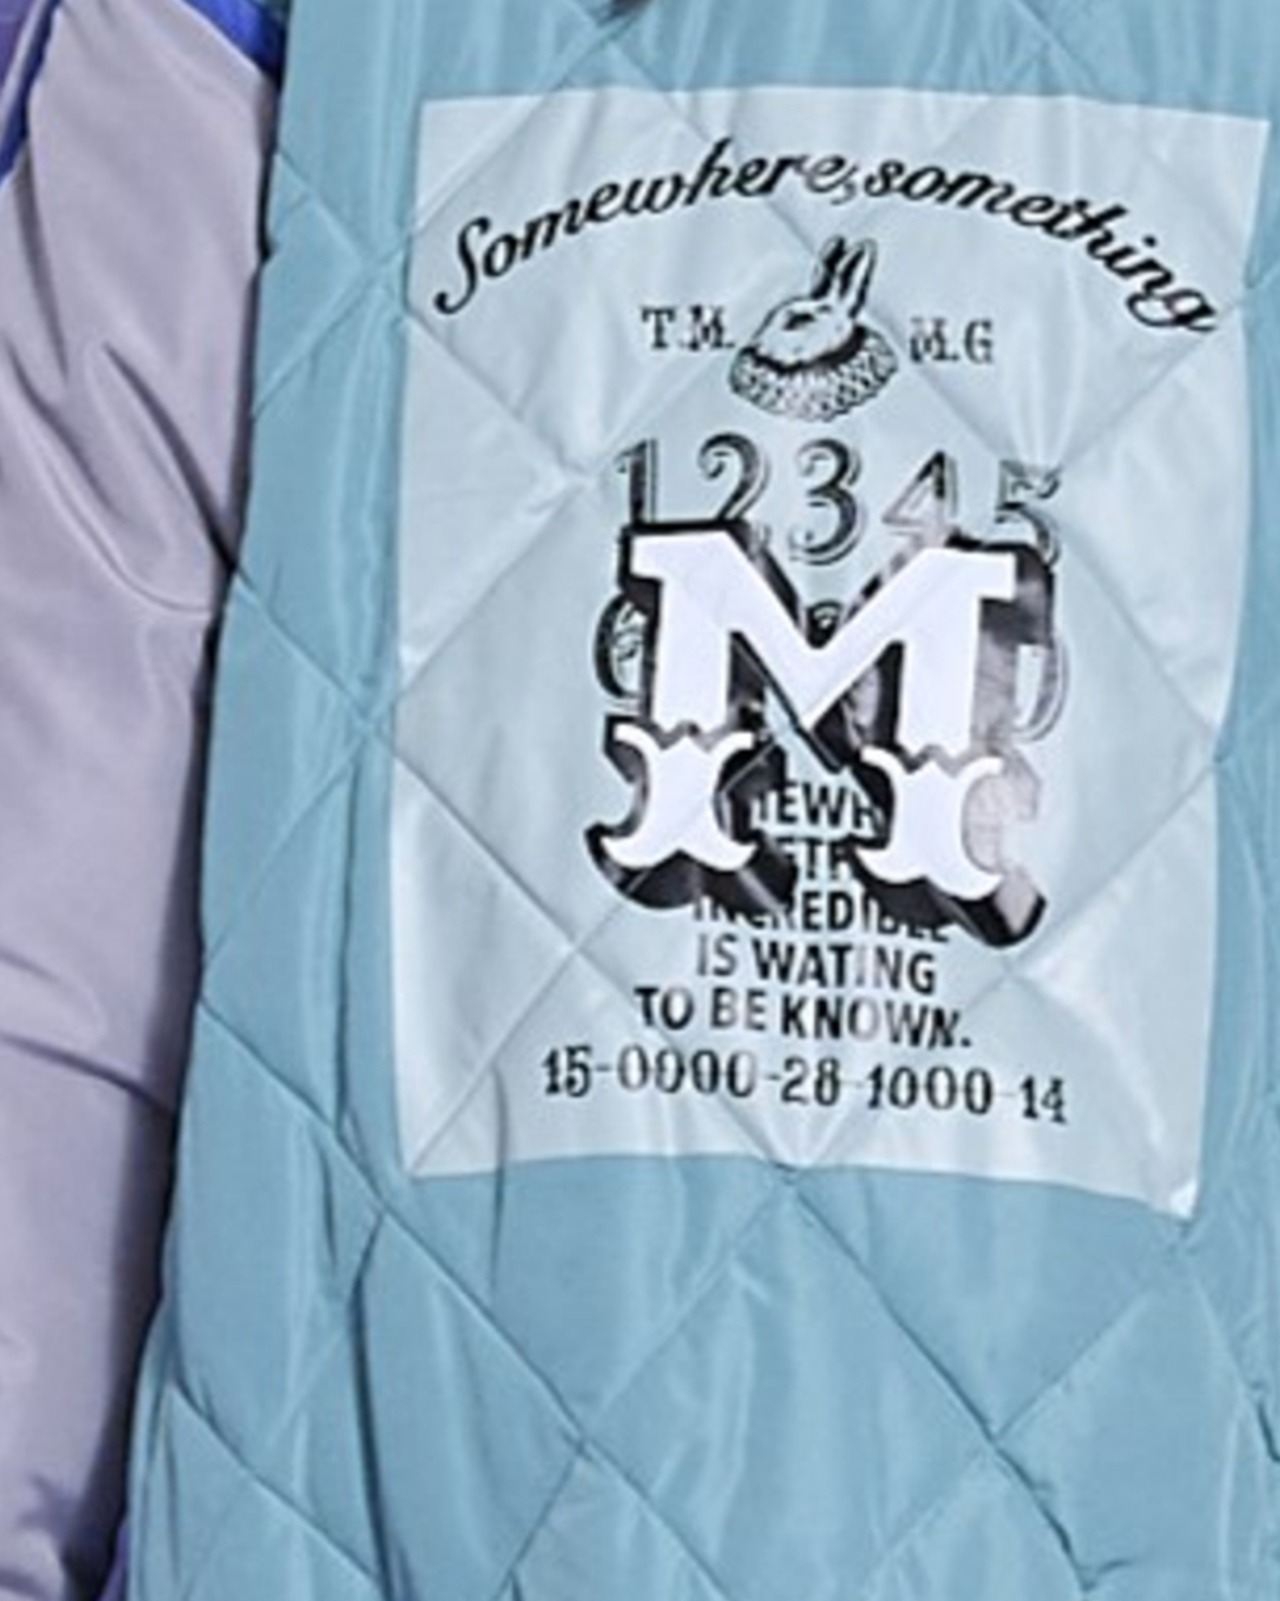 Somewhere, something
T.M. M.G
12345
M
IS WATING
TO BE KNOWN.
15-0000-28-1000-14